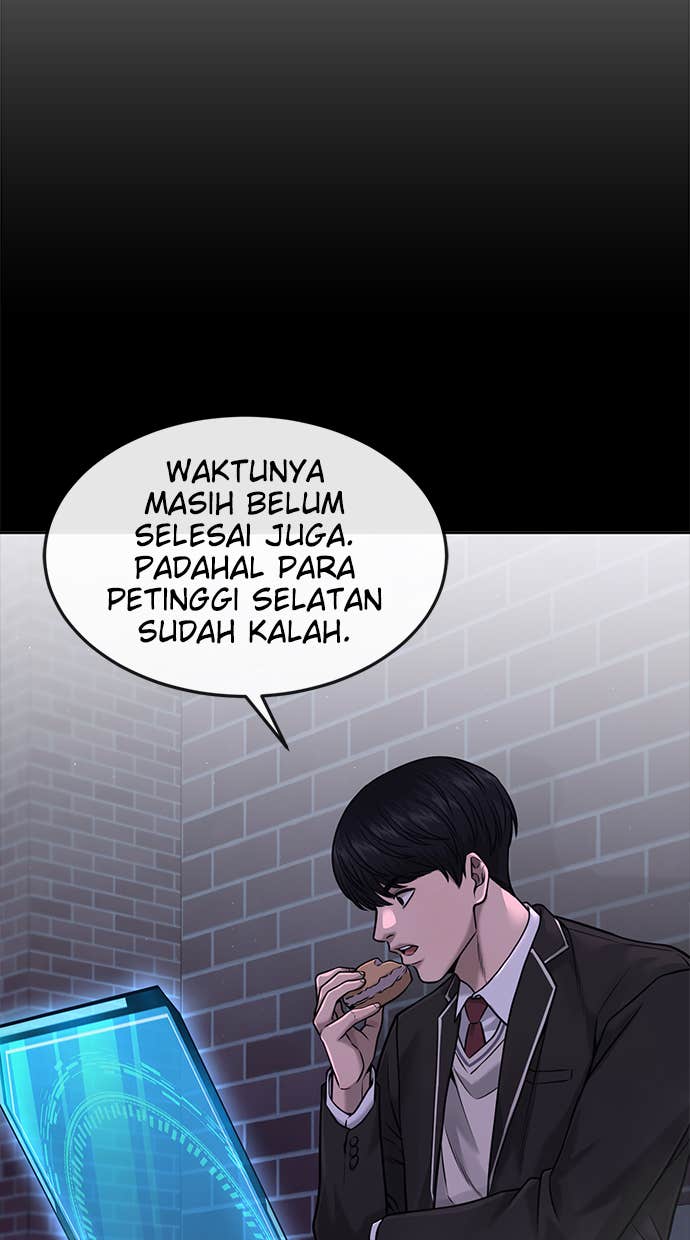 WAKTUNYA
MASIH BELUM
SELESAI JUGA.
PADAHAL PARA
PETINGGI SELATAN
SUDAH KALAH.